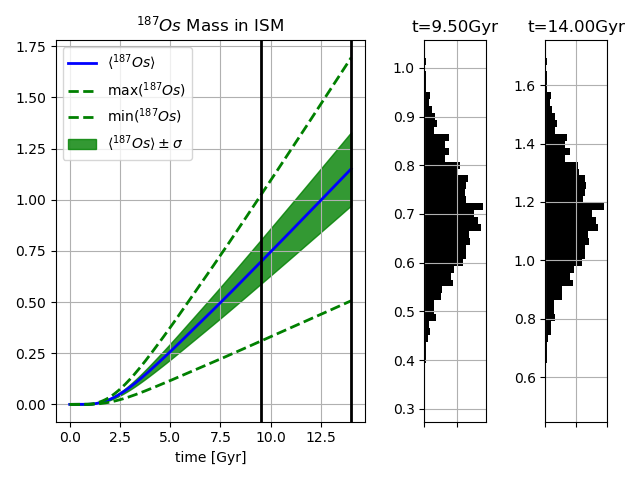 ¹⁸⁷Os Mass in ISM
t=9.50Gyr
t=14.00Gyr
1.75
1.50
1.25
1.00
0.75
0.50
0.25
0.00
⟨¹⁸⁷Os⟩
max(¹⁸⁷Os)
min(¹⁸⁷Os)
⟨¹⁸⁷Os⟩ ± σ
0.0 2.5 5.0 7.5 10.0 12.5
time [Gyr]
1.0
0.9
0.8
0.7
0.6
0.5
0.4
0.3
1.6
1.4
1.2
1.0
0.8
0.6